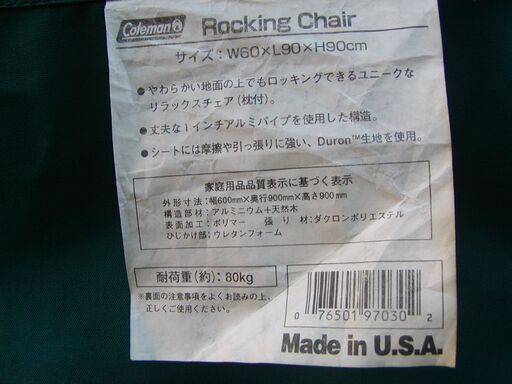 Coleman Rocking Chair
サイズ：W60×L90×H90cm
●やわらかい地面の上でもロッキングできるユニークな
リラックスチェア（枕付）。
●丈夫な1インチアルミパイプを使用した構造。
●シートには摩擦や引っ張りに強い、Duron™生地を使用。
家庭用品品質表示に基づく表示
外形寸法：幅600mm×奥行900mm×高さ900mm
構造部材：アルミニウム＋天然木
表面加工：ポリマー 張り材：ダクロンポリエステル
ひじかけ部：ウレタンフォーム
耐荷重（約）：80kg
※裏面の注意事項をよくお読みの上、
正しくご使用ください。
0 76501 97030 2
Made in U.S.A.